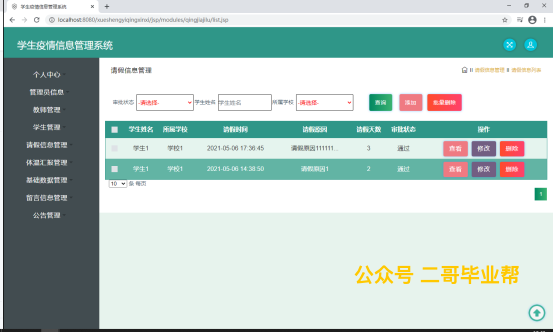 学生疫情信息管理系统
localhost:8080/xueshengyiqingxinxi/jsp/modules/qingjiajilu/list.jsp
学生疫情信息管理系统
个人中心
管理员信息
教师管理
学生管理
请假信息管理
体温汇报管理
基础数据管理
留言信息管理
公告管理
请假信息管理
请假信息管理 请假信息列表
审批状态 -请选择- 学生姓名 学生姓名 所属学校 -请选择- 查询 添加 批量删除
学生姓名 所属学校 请假时间 请假原因 请假天数 审批状态 操作
学生1 学校1 2021-05-06 17:36:45 请假原因111111... 3 通过 查看 修改 删除
学生1 学校1 2021-05-06 14:38:50 请假原因1 2 通过 查看 修改 删除
10 条 每页
1
公众号 二哥毕业帮